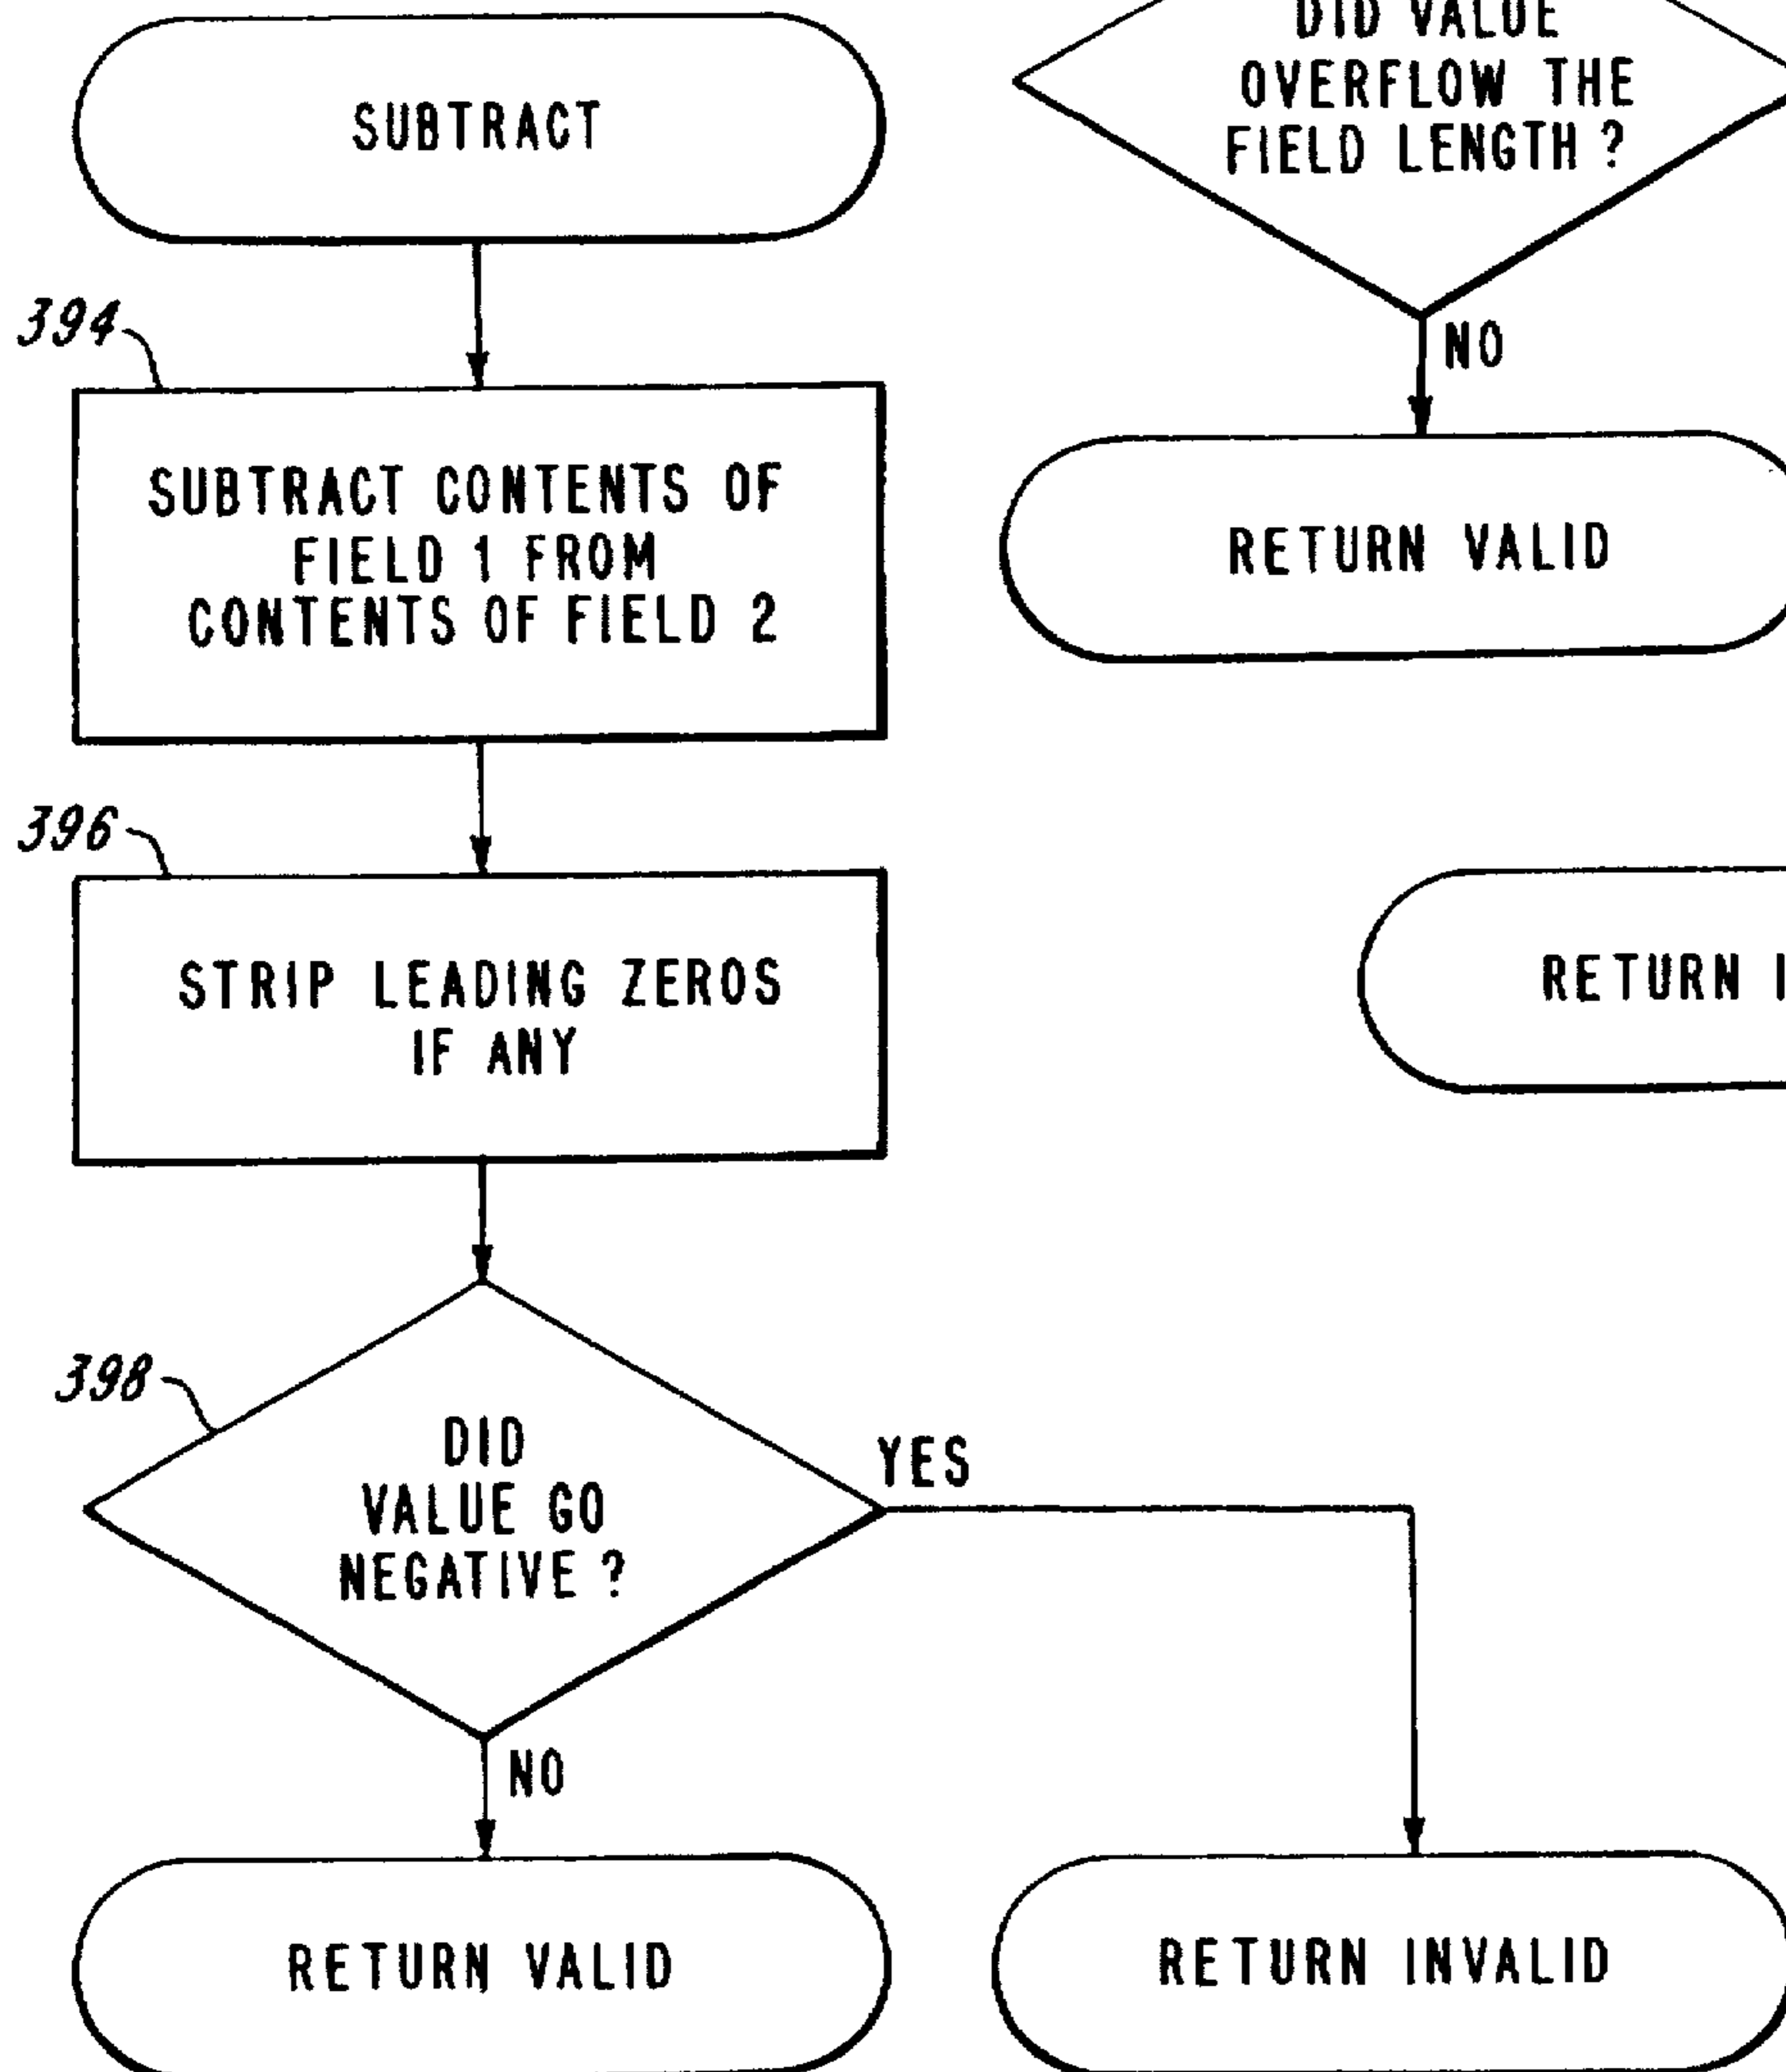 SUBTRACT
394
SUBTRACT CONTENTS OF
FIELD 1 FROM
CONTENTS OF FIELD 2
396
STRIP LEADING ZEROS
IF ANY
398
DID
VALUE GO
NEGATIVE ?
YES
NO
RETURN VALID
RETURN INVALID
DID VALUE
OVERFLOW THE
FIELD LENGTH ?
NO
RETURN VALID
RETURN